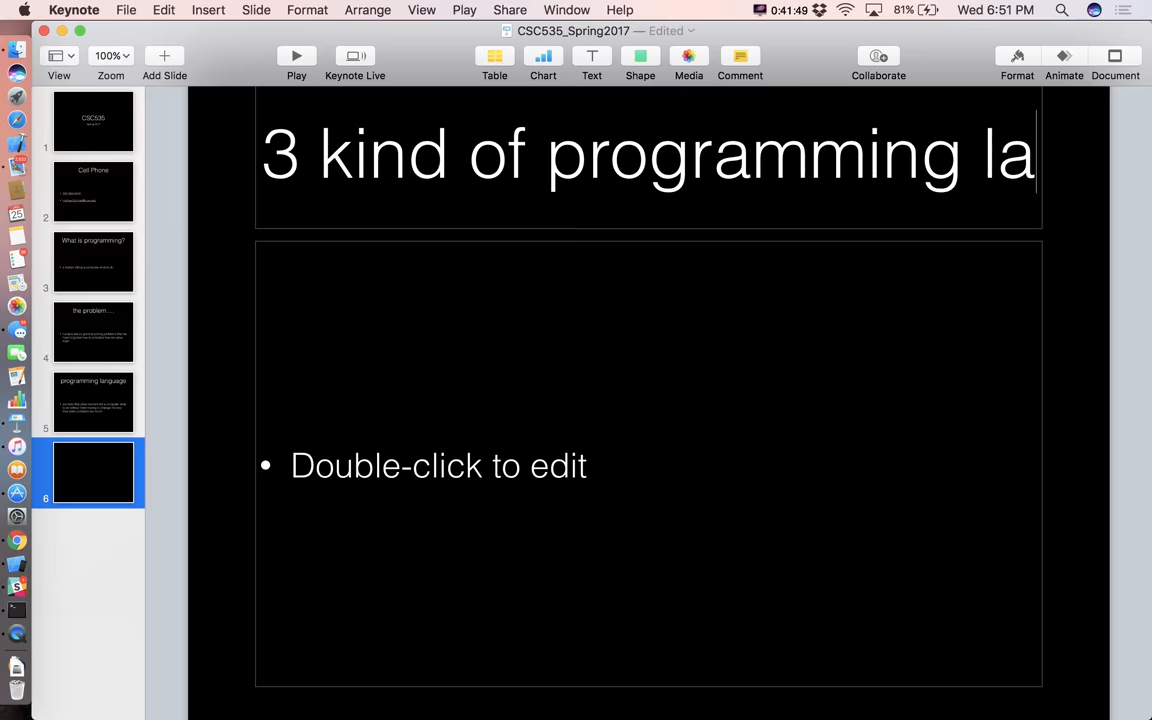 Keynote File Edit Insert Slide Format Arrange View Play Share Window Help 0:41:49 81% Wed 6:51 PM
CSC535_Spring2017 — Edited
100%
View Zoom Add Slide Play Keynote Live Table Chart Text Shape Media Comment Collaborate Format Animate Document
3 kind of programming la
• Double-click to edit
CSC535
1
Cell Phone
2
What is programming?
3
the problem....
4
programming language
5
6
25